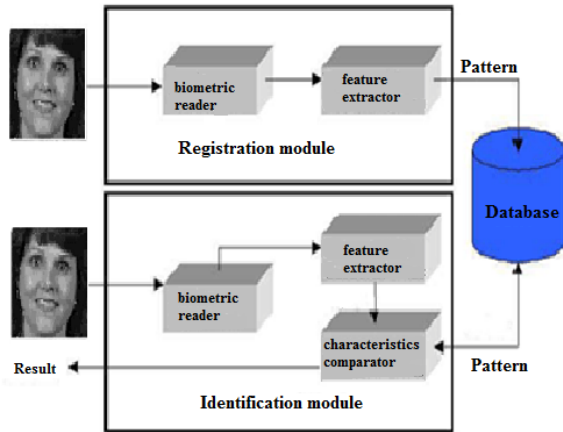 biometric
reader
feature
extractor
Pattern
Registration module
Database
feature
extractor
biometric
reader
characteristics
comparator
Result
Pattern
Identification module